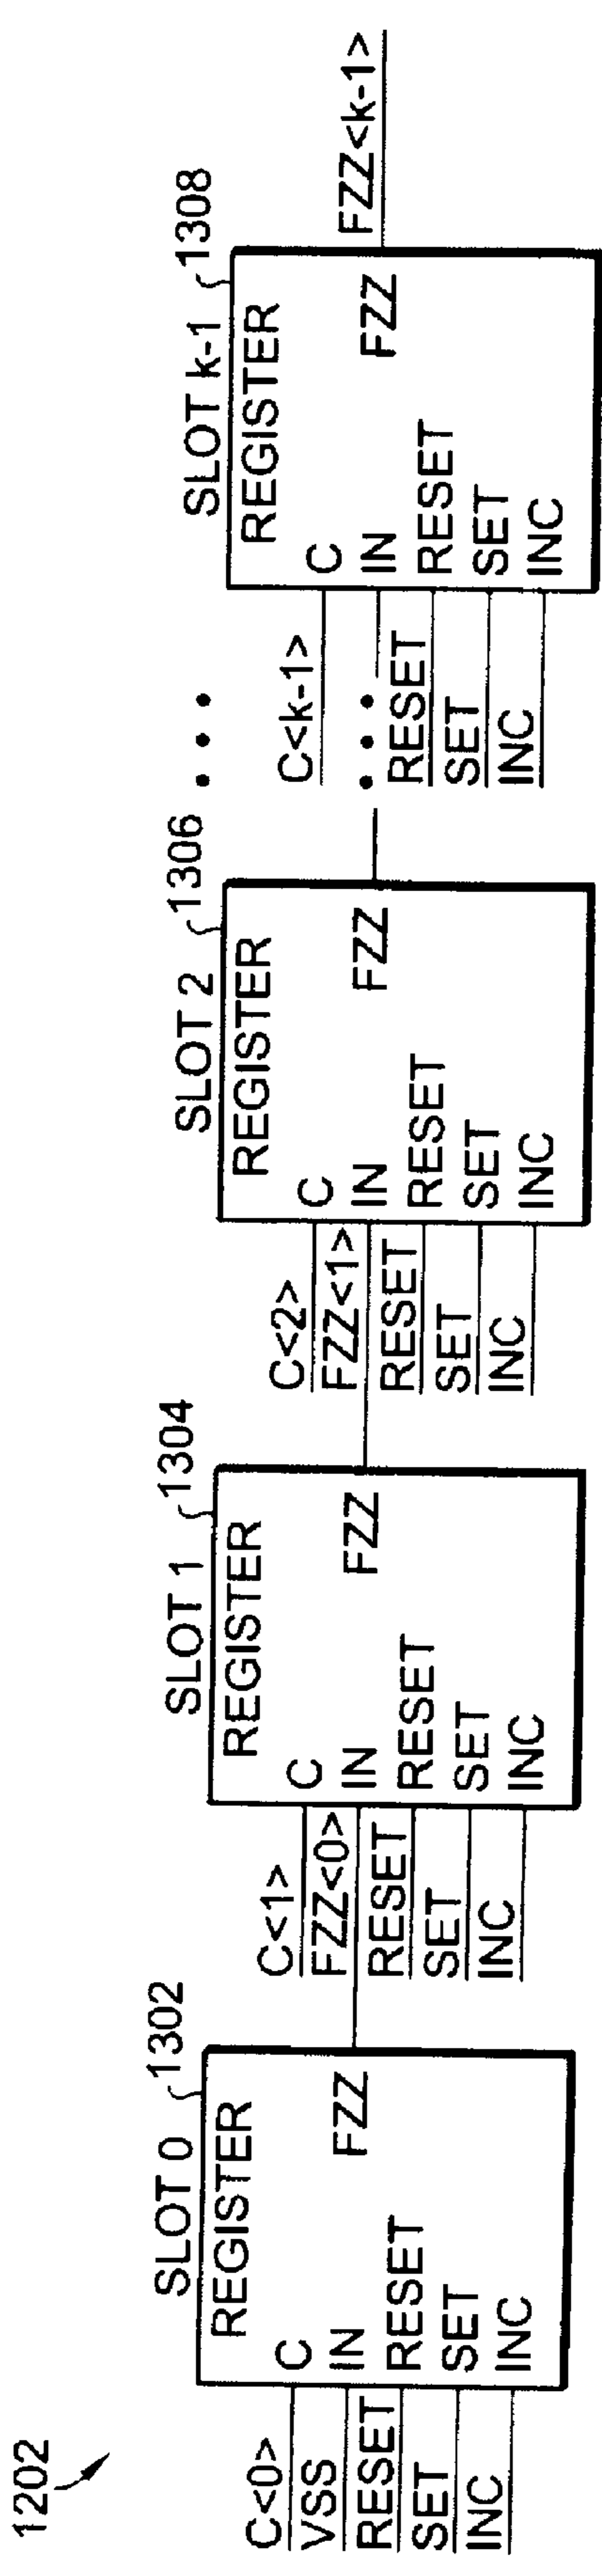 1202
SLOT 0
1302
REGISTER
C<0>
C
VSS
IN
FZZ
RESET
RESET
SET
SET
INC
INC
SLOT 1
1304
REGISTER
C<1>
C
FZZ<0>
IN
FZZ
RESET
RESET
SET
SET
INC
INC
SLOT 2
1306
REGISTER
C<2>
C
FZZ<1>
IN
FZZ
RESET
RESET
SET
SET
INC
INC
SLOT k-1
1308
REGISTER
C<k-1>
C
IN
FZZ
FZZ<k-1>
RESET
RESET
SET
SET
INC
INC